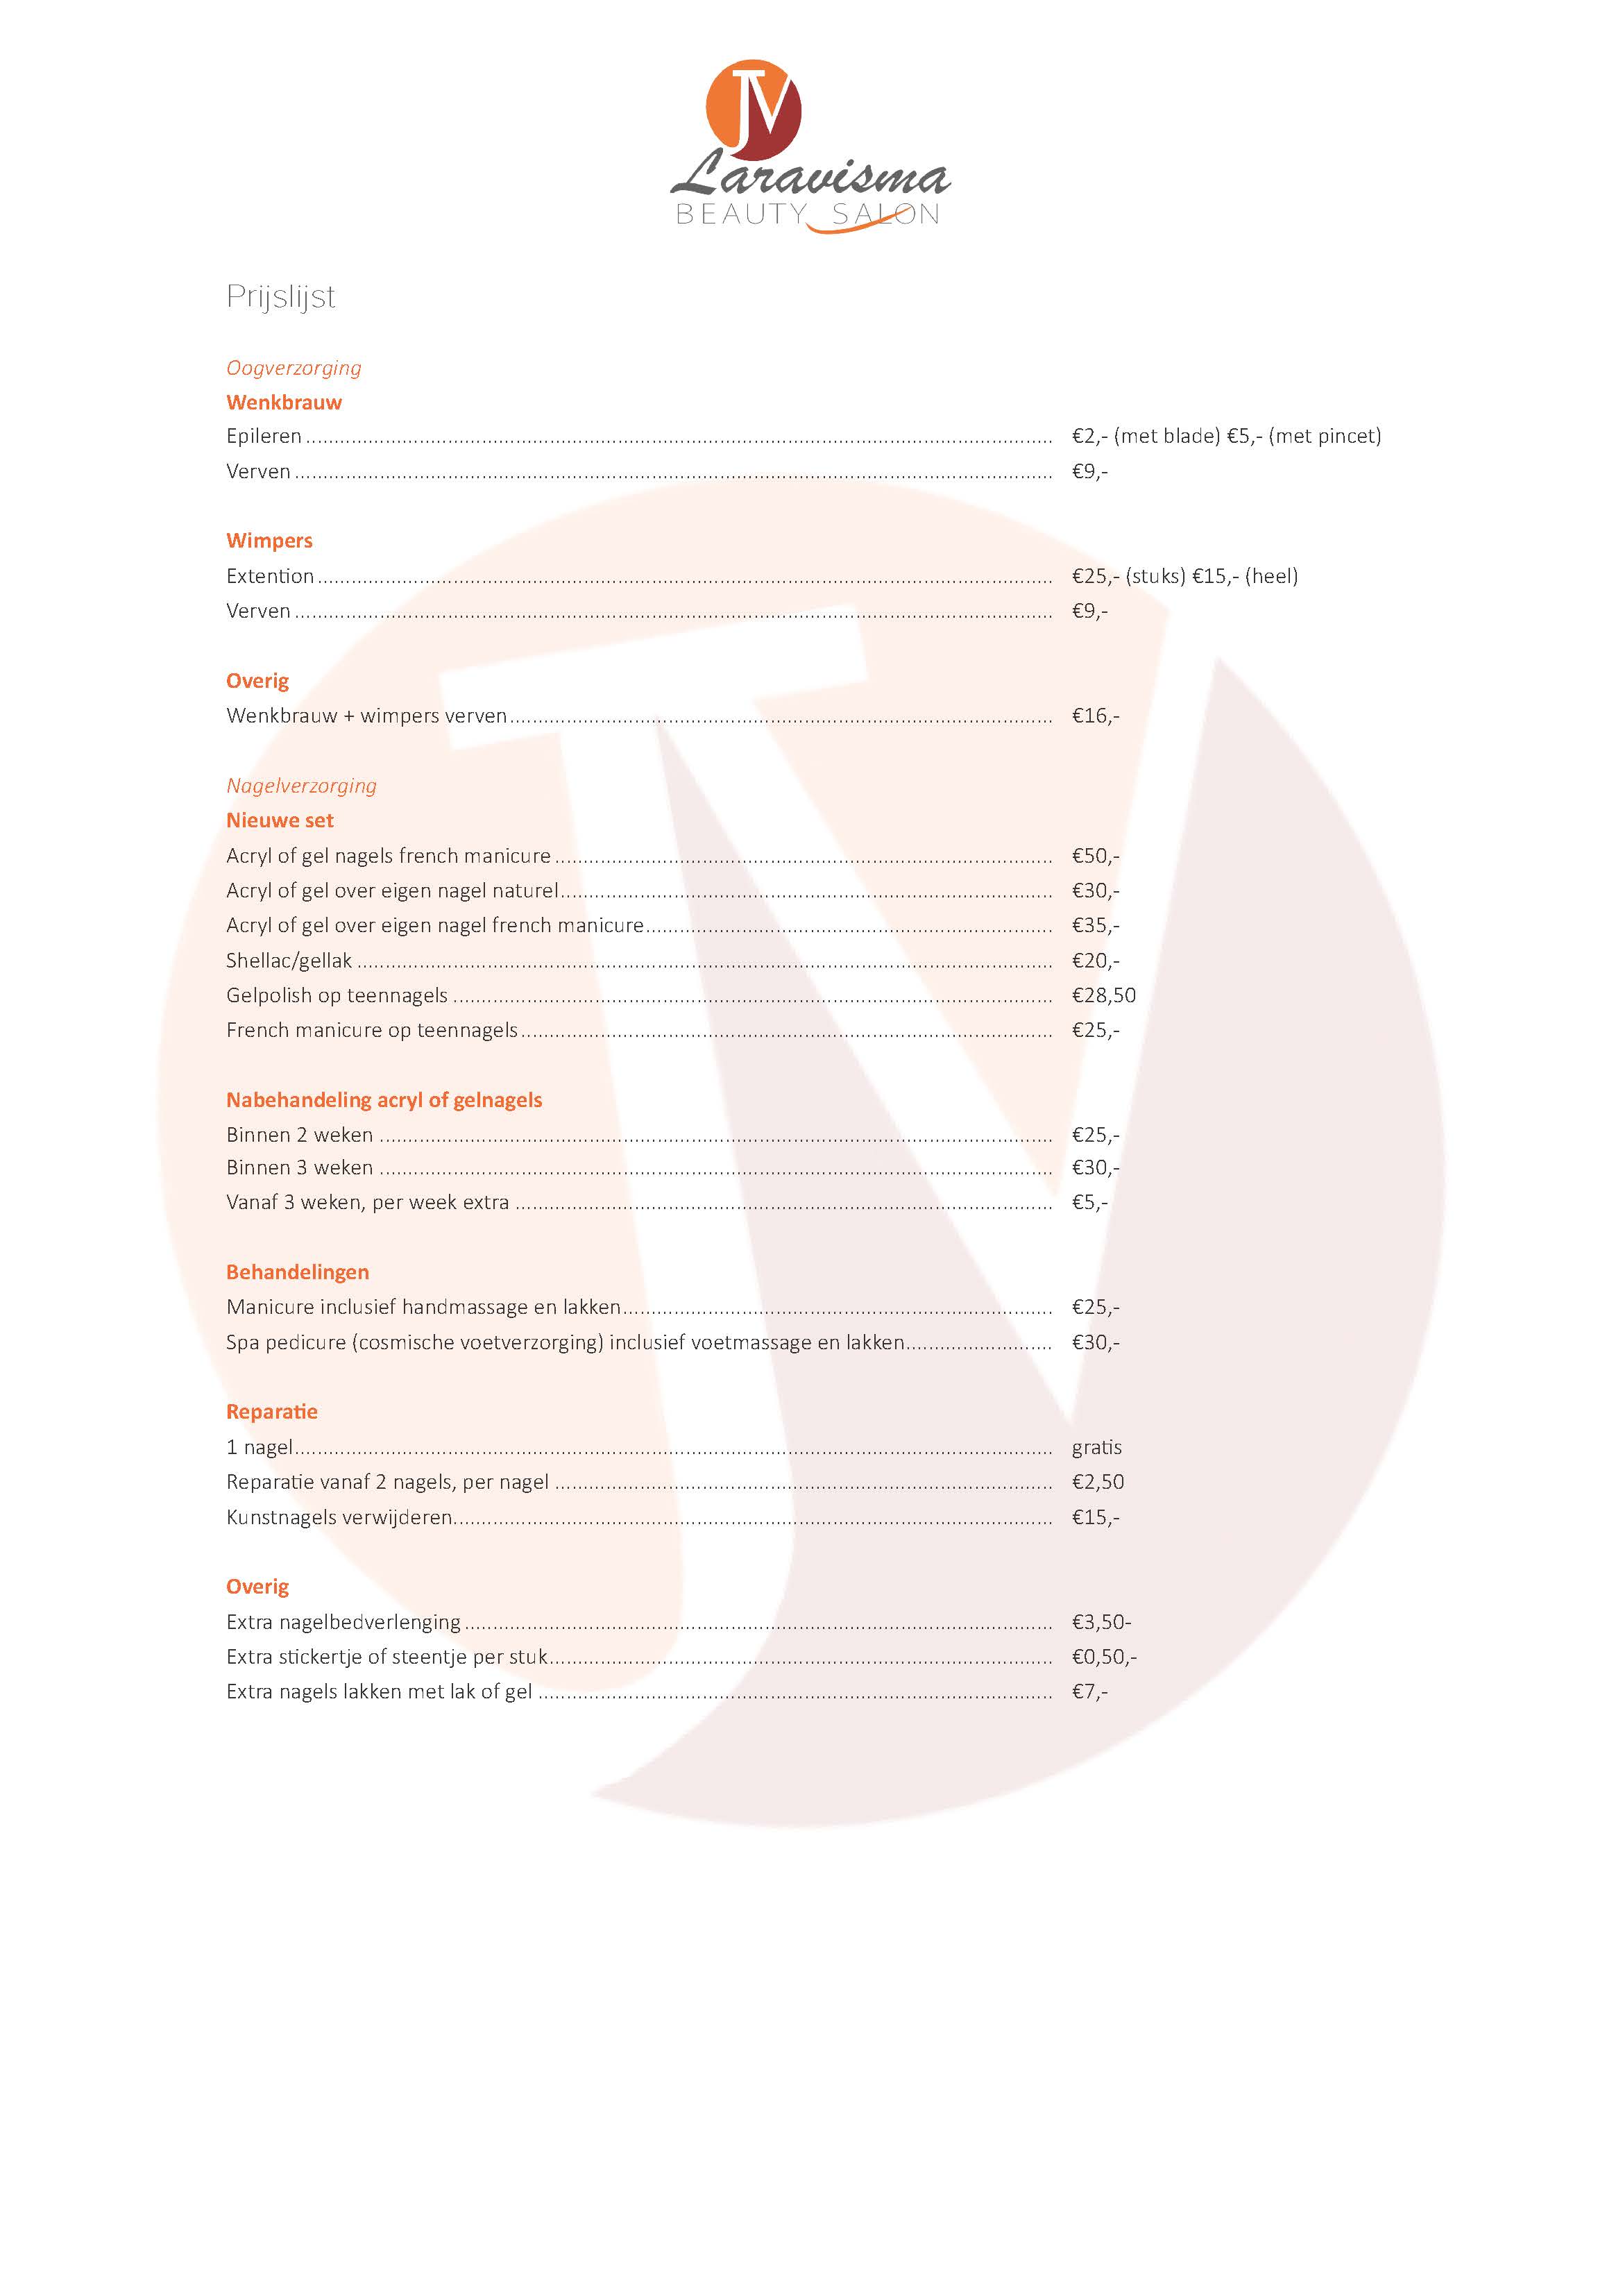 JV
Laravisma
BEAUTY SALON
Prijslijst
Oogverzorging
Wenkbrauw
Epileren ........ €2,- (met blade) €5,- (met pincet)
Verven ........ €9,-
Wimpers
Extention ........ €25,- (stuks) €15,- (heel)
Verven ........ €9,-
Overig
Wenkbrauw + wimpers verven ........ €16,-
Nagelverzorging
Nieuwe set
Acryl of gel nagels french manicure ........ €50,-
Acryl of gel over eigen nagel naturel ........ €30,-
Acryl of gel over eigen nagel french manicure ........ €35,-
Shellac/gellak ........ €20,-
Gelpolish op teennagels ........ €28,50
French manicure op teennagels ........ €25,-
Nabehandeling acryl of gelnagels
Binnen 2 weken ........ €25,-
Binnen 3 weken ........ €30,-
Vanaf 3 weken, per week extra ........ €5,-
Behandelingen
Manicure inclusief handmassage en lakken ........ €25,-
Spa pedicure (cosmische voetverzorging) inclusief voetmassage en lakken ........ €30,-
Reparatie
1 nagel ........ gratis
Reparatie vanaf 2 nagels, per nagel ........ €2,50
Kunstnagels verwijderen ........ €15,-
Overig
Extra nagelbedverlenging ........ €3,50-
Extra stickertje of steentje per stuk ........ €0,50,-
Extra nagels lakken met lak of gel ........ €7,-